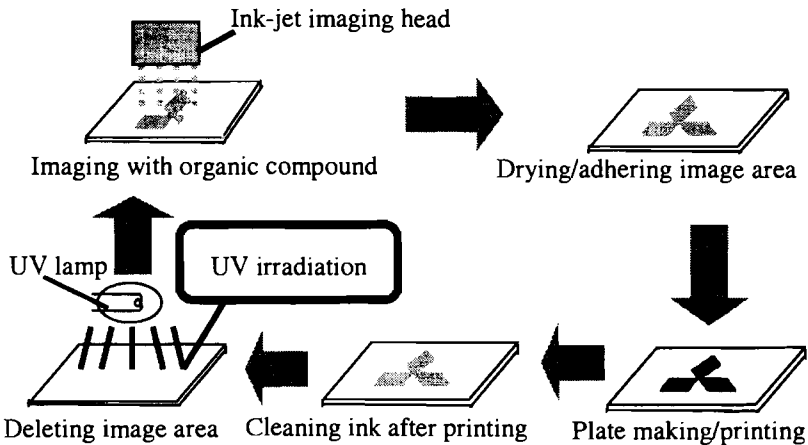 Ink-jet imaging head
Imaging with organic compound
Drying/adhering image area
UV lamp
UV irradiation
Deleting image area
Cleaning ink after printing
Plate making/printing